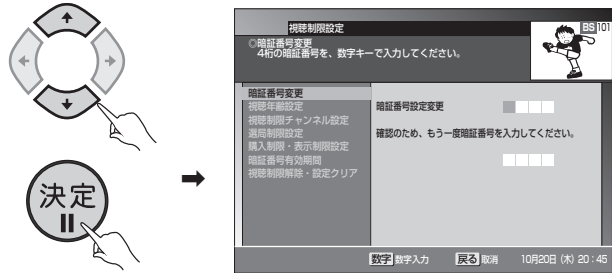 決定
視聴制限設定
◎暗証番号変更
4桁の暗証番号を、数字キーで入力してください。
BS 101
暗証番号変更
視聴年齢設定
視聴制限チャンネル設定
選局制限設定
購入制限・表示制限設定
暗証番号有効期間
視聴制限解除・設定クリア
暗証番号設定変更
確認のため、もう一度暗証番号を入力してください。
数字 数字入力 戻る 取消 10月20日 (木) 20:45